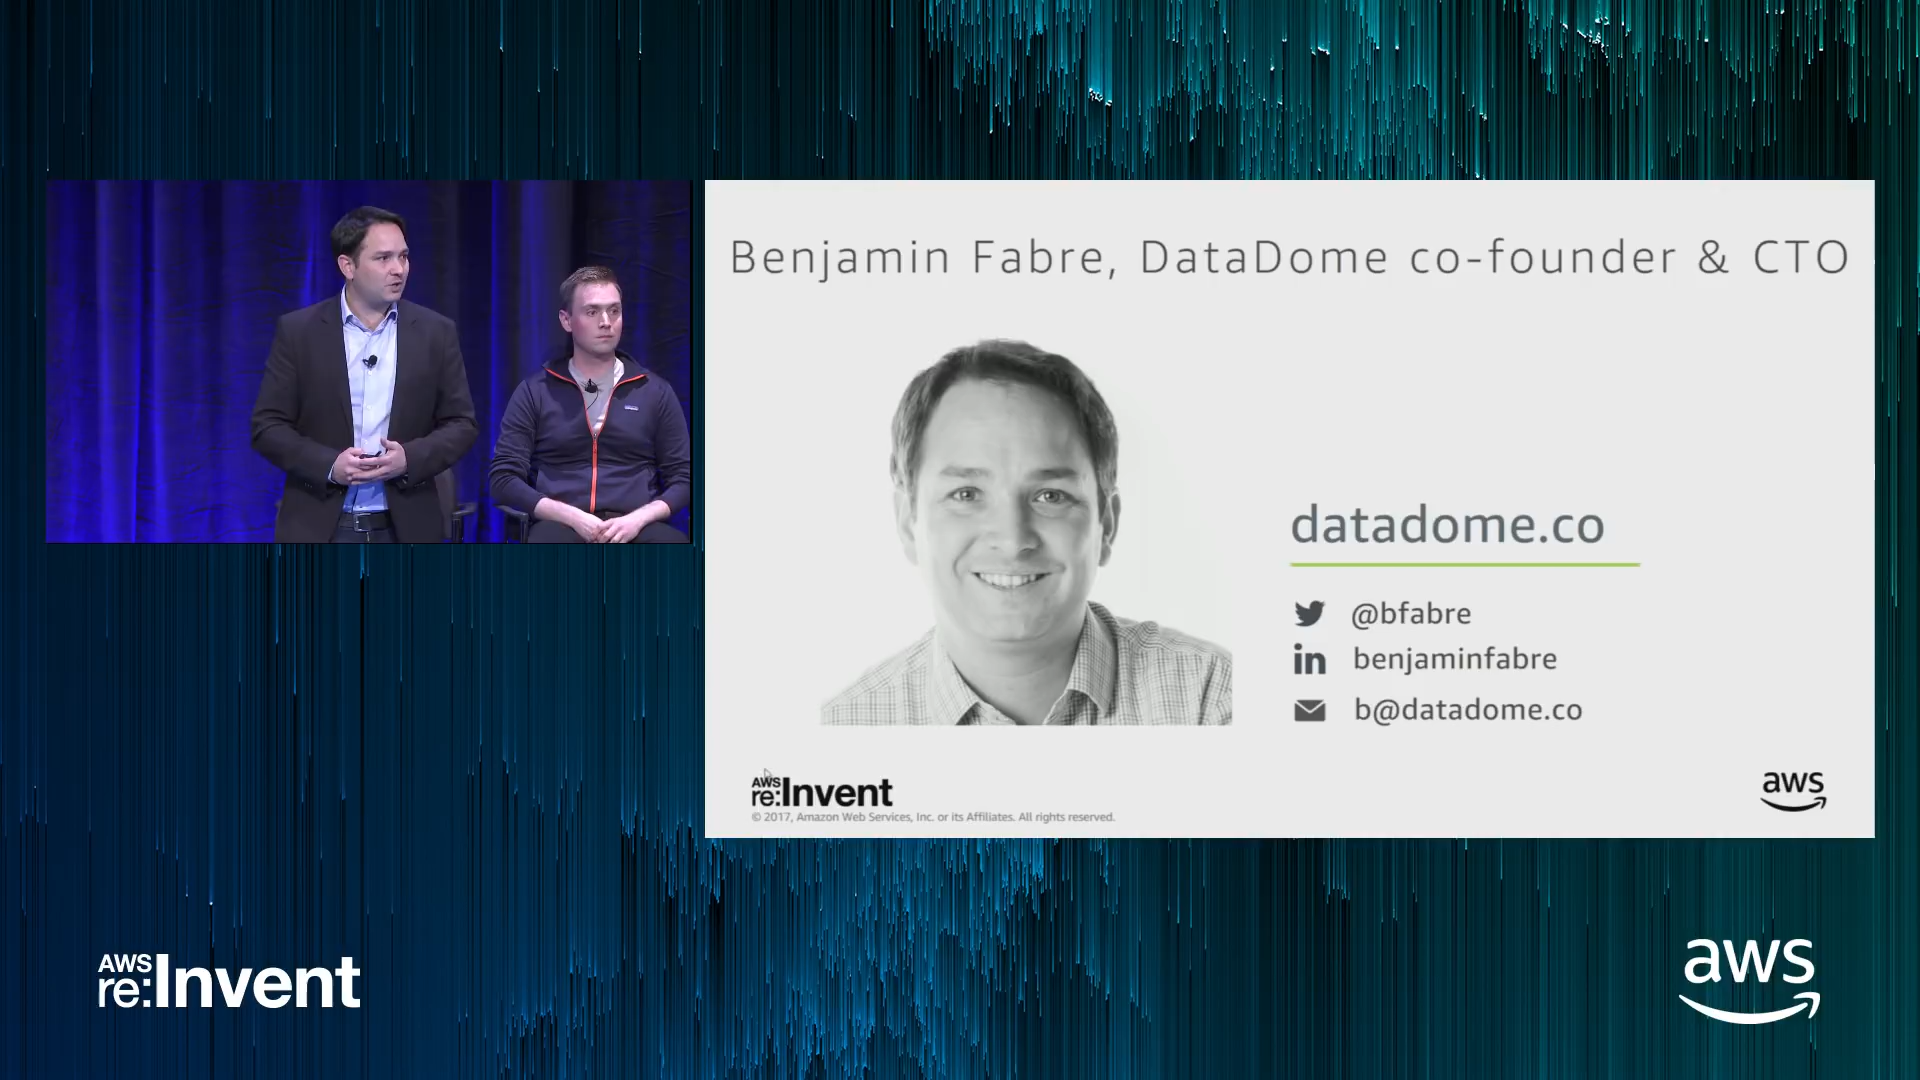 Benjamin Fabre, DataDome co-founder & CTO
datadome.co
@bfabre
in benjaminfabre
b@datadome.co
AWS
re:Invent
© 2017, Amazon Web Services, Inc. or its Affiliates. All rights reserved.
aws
AWS
re:Invent
aws